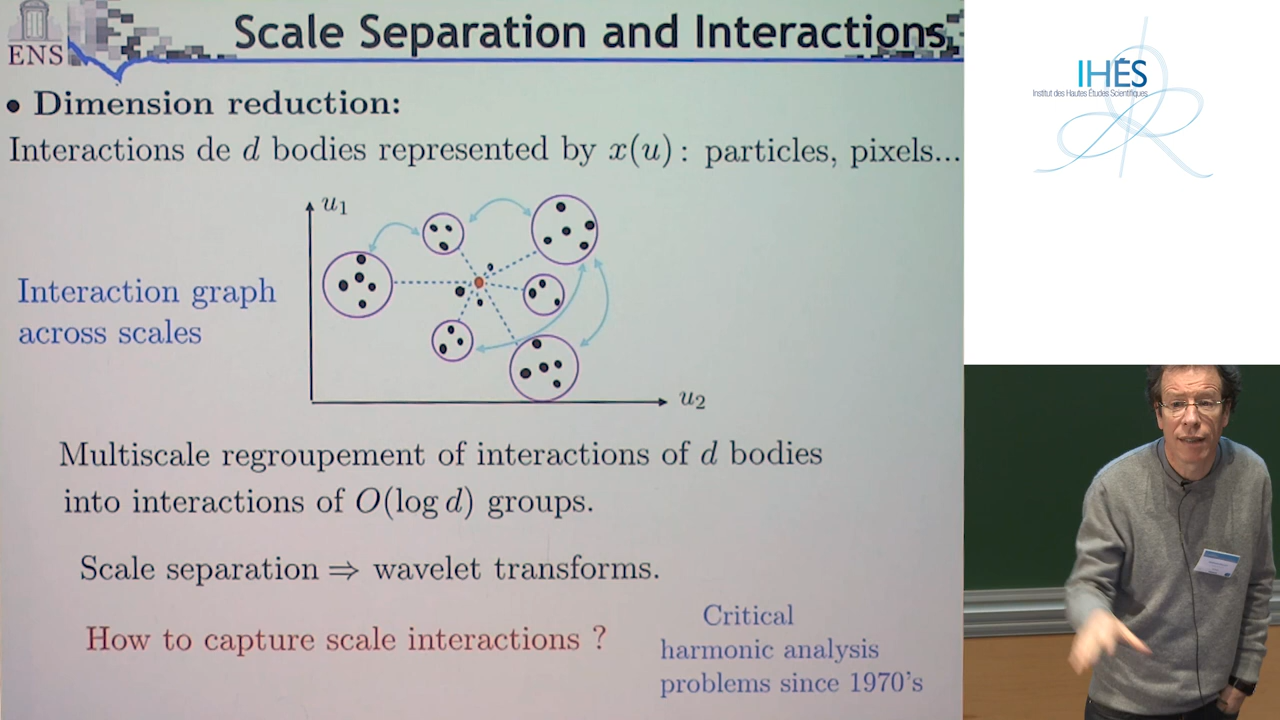 ENS
Scale Separation and Interactions
• Dimension reduction:
Interactions de d bodies represented by x(u) : particles, pixels...
u₁
Interaction graph
across scales
u₂
Multiscale regroupement of interactions of d bodies
into interactions of O(log d) groups.
Scale separation ⇒ wavelet transforms.
How to capture scale interactions ?
Critical
harmonic analysis
problems since 1970's
IHÉS
Institut des Hautes Études Scientifiques